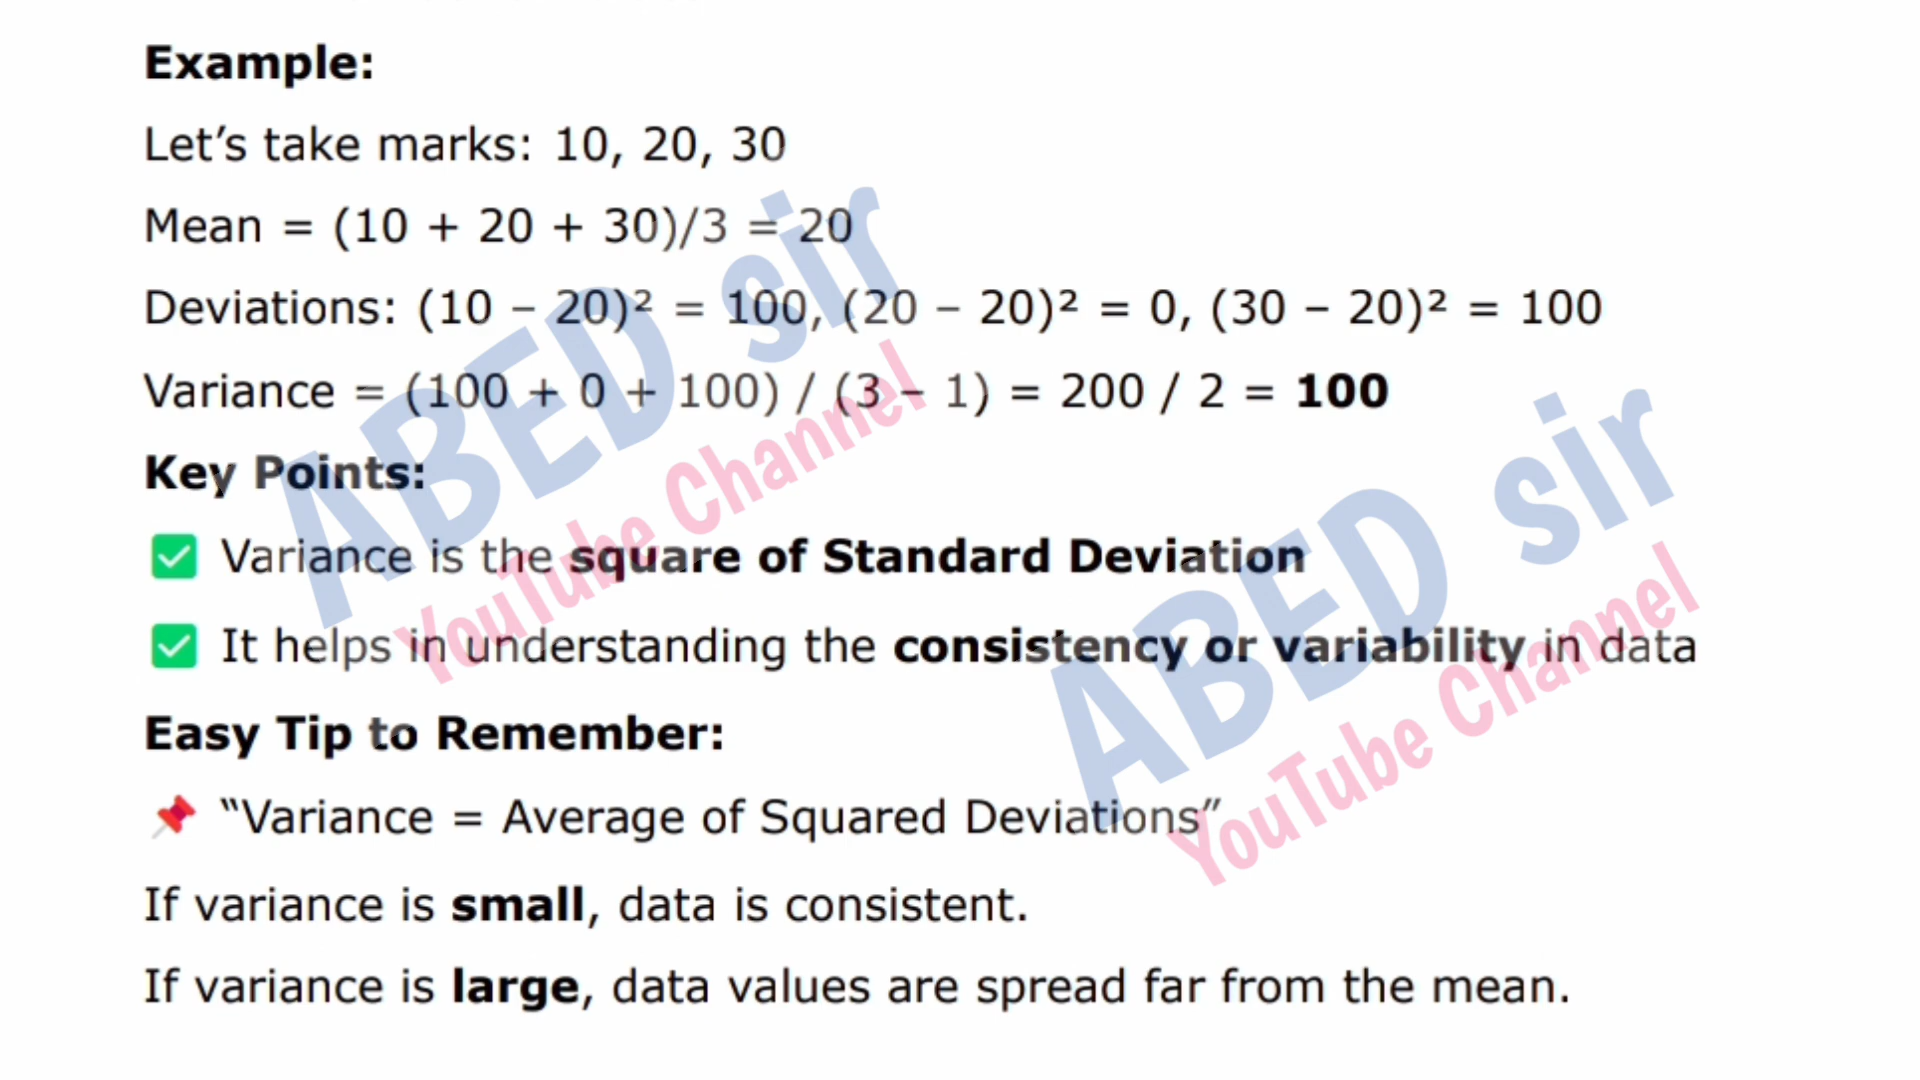 Example:
Let’s take marks: 10, 20, 30
Mean = (10 + 20 + 30)/3 = 20
Deviations: (10 – 20)² = 100, (20 – 20)² = 0, (30 – 20)² = 100
Variance = (100 + 0 + 100) / (3 – 1) = 200 / 2 = 100
Key Points:
✅ Variance is the square of Standard Deviation
✅ It helps in understanding the consistency or variability in data
Easy Tip to Remember:
📌 “Variance = Average of Squared Deviations”
If variance is small, data is consistent.
If variance is large, data values are spread far from the mean.
ABED sir
YouTube Channel
ABED sir
YouTube Channel